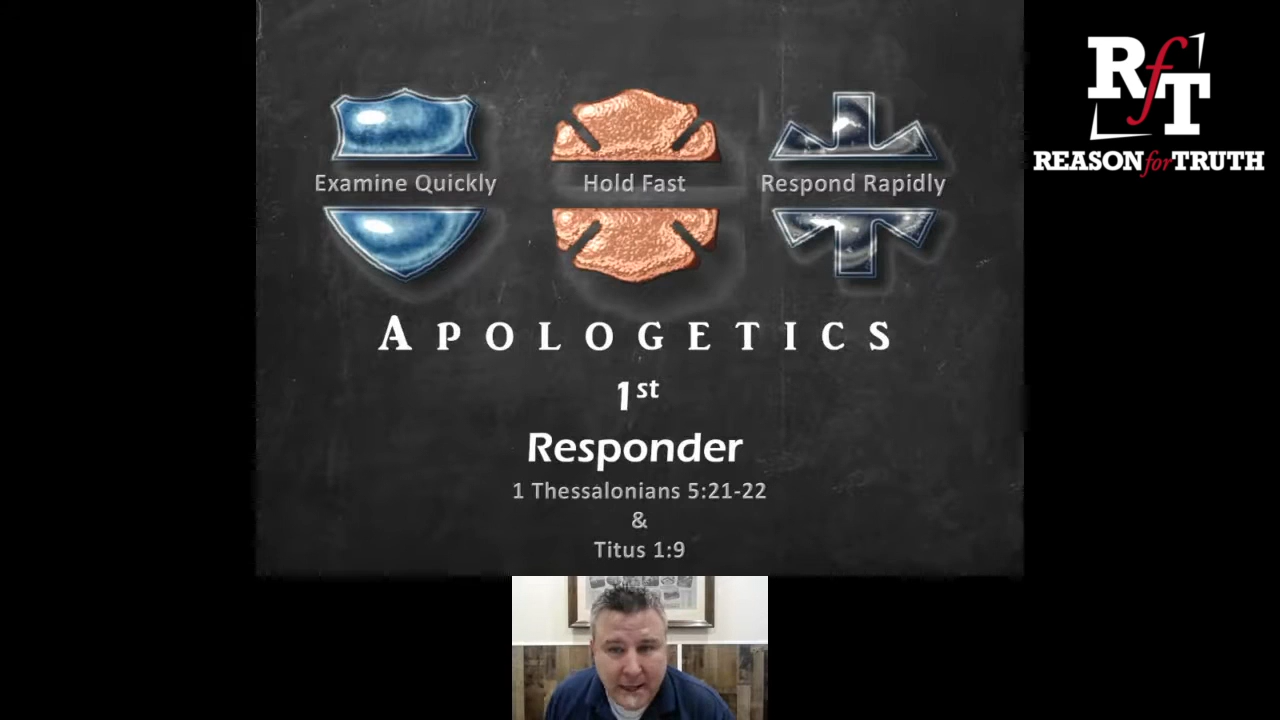 Examine Quickly
Hold Fast
Respond Rapidly
APOLOGETICS
1st
Responder
1 Thessalonians 5:21-22
&
Titus 1:9
RfT
REASON for TRUTH